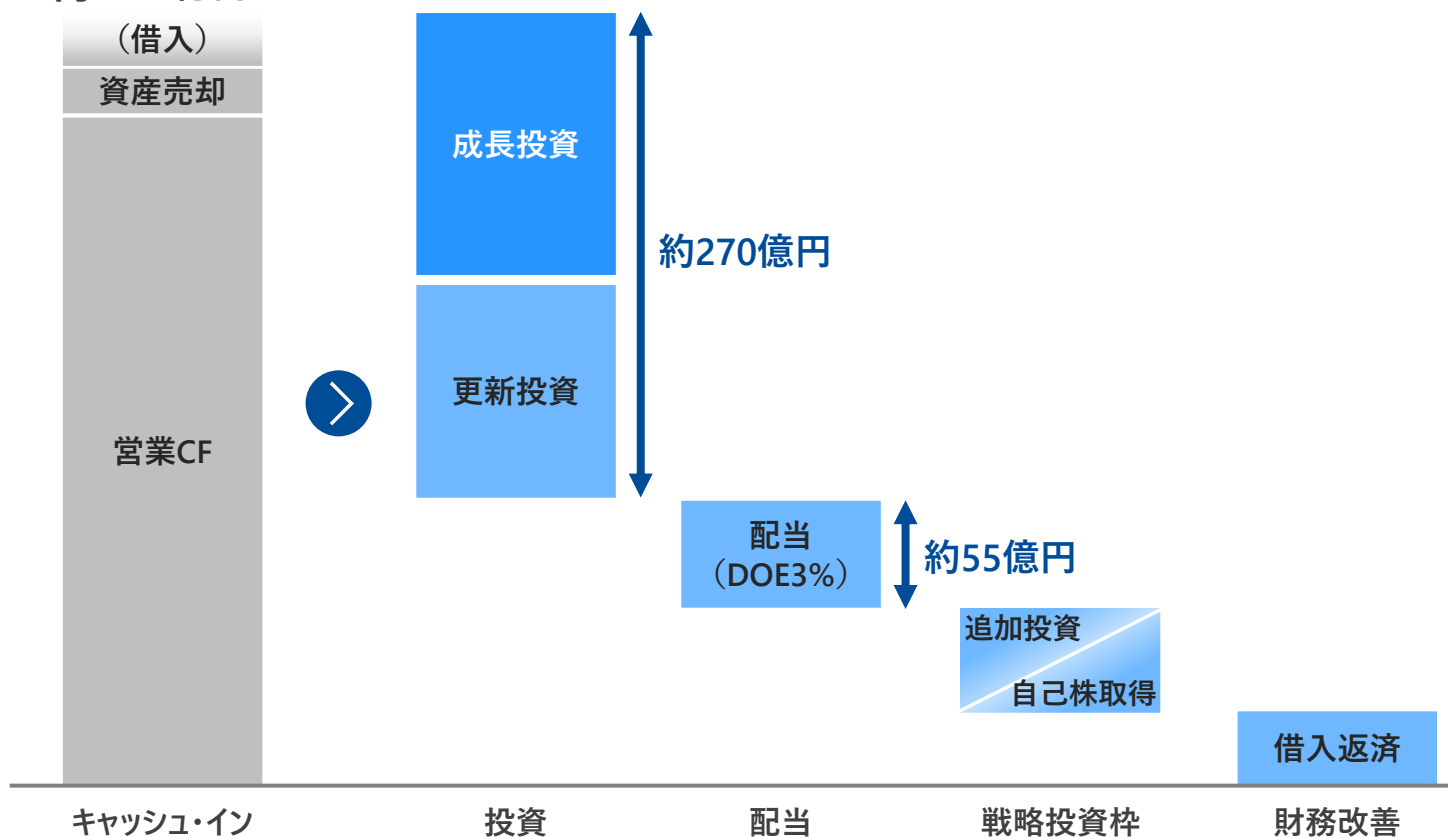 （借入）
資産売却
営業CF
成長投資
更新投資
約270億円
配当
（DOE3%）
約55億円
追加投資
自己株取得
借入返済
キャッシュ・イン
投資
配当
戦略投資枠
財務改善